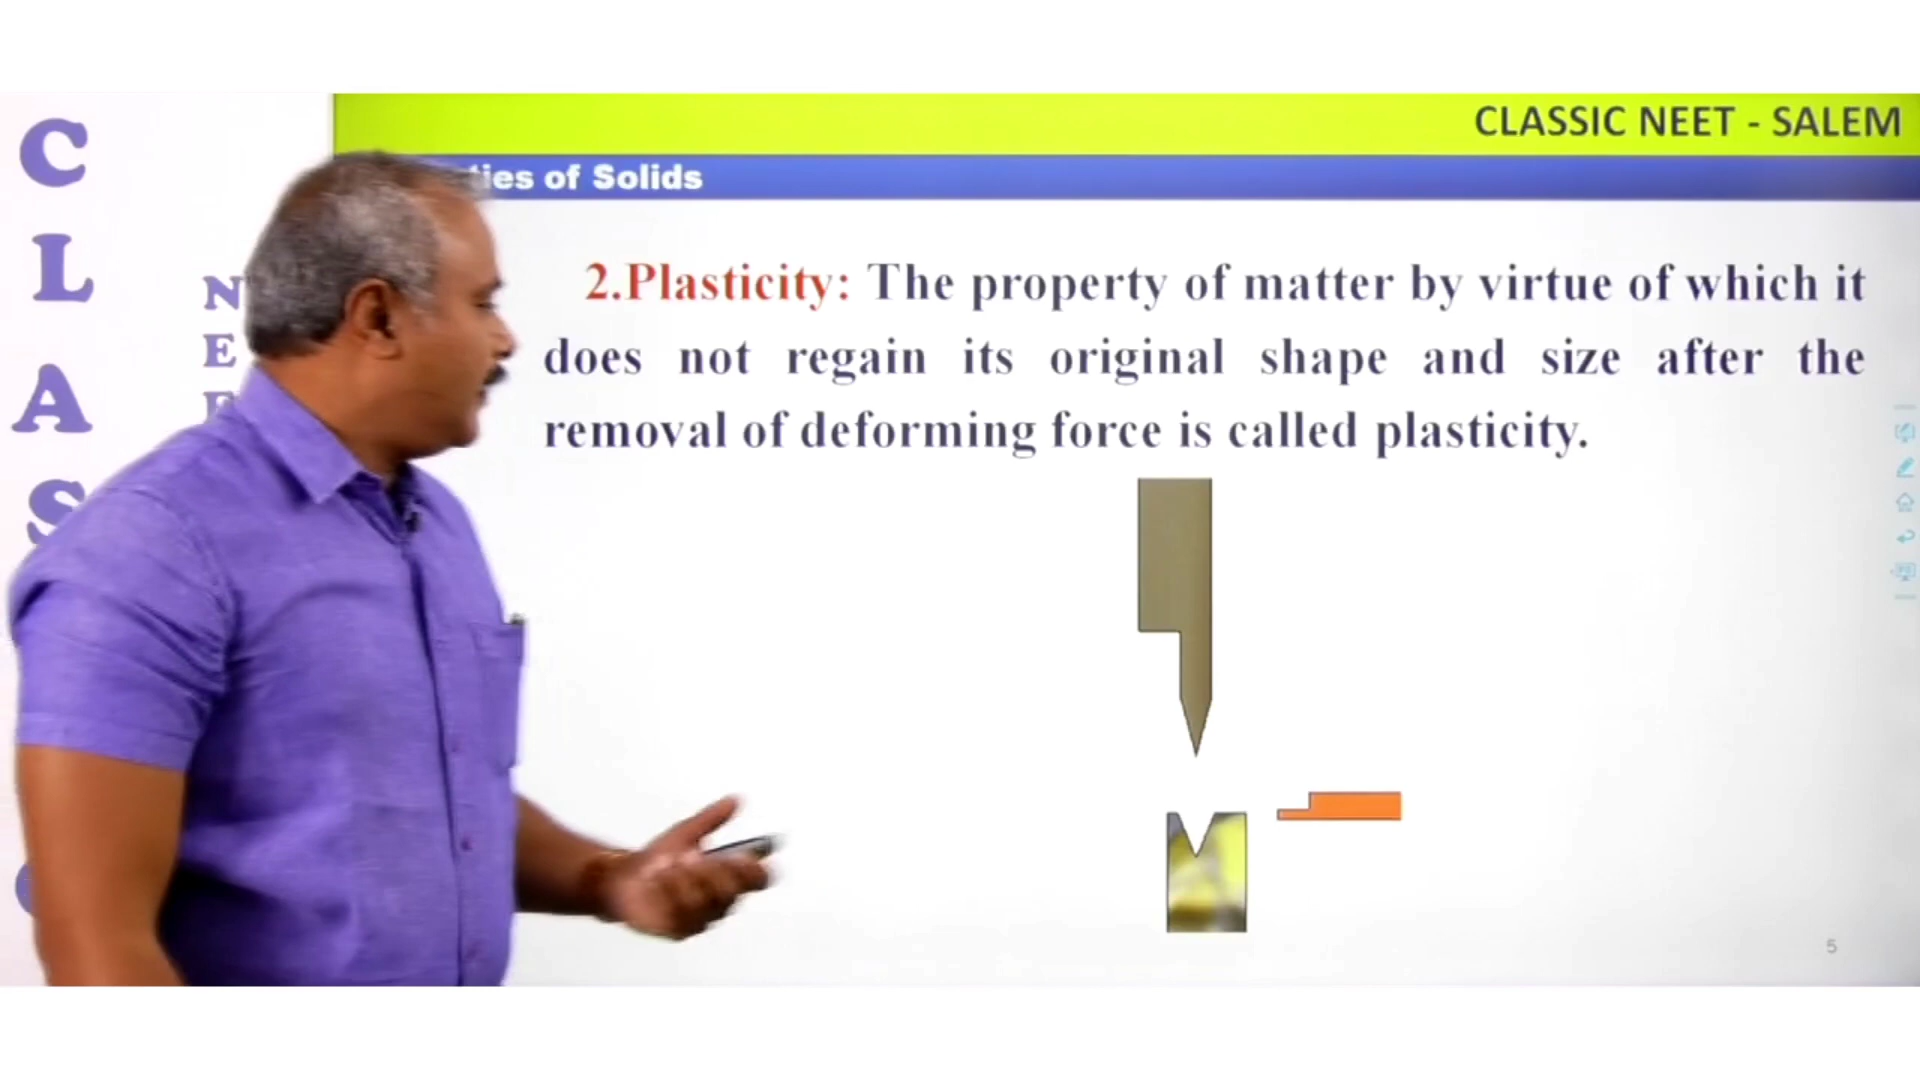 CLASSIC NEET - SALEM
ties of Solids
C
L
A
S
N
E
2.Plasticity: The property of matter by virtue of which it
does not regain its original shape and size after the
removal of deforming force is called plasticity.
5